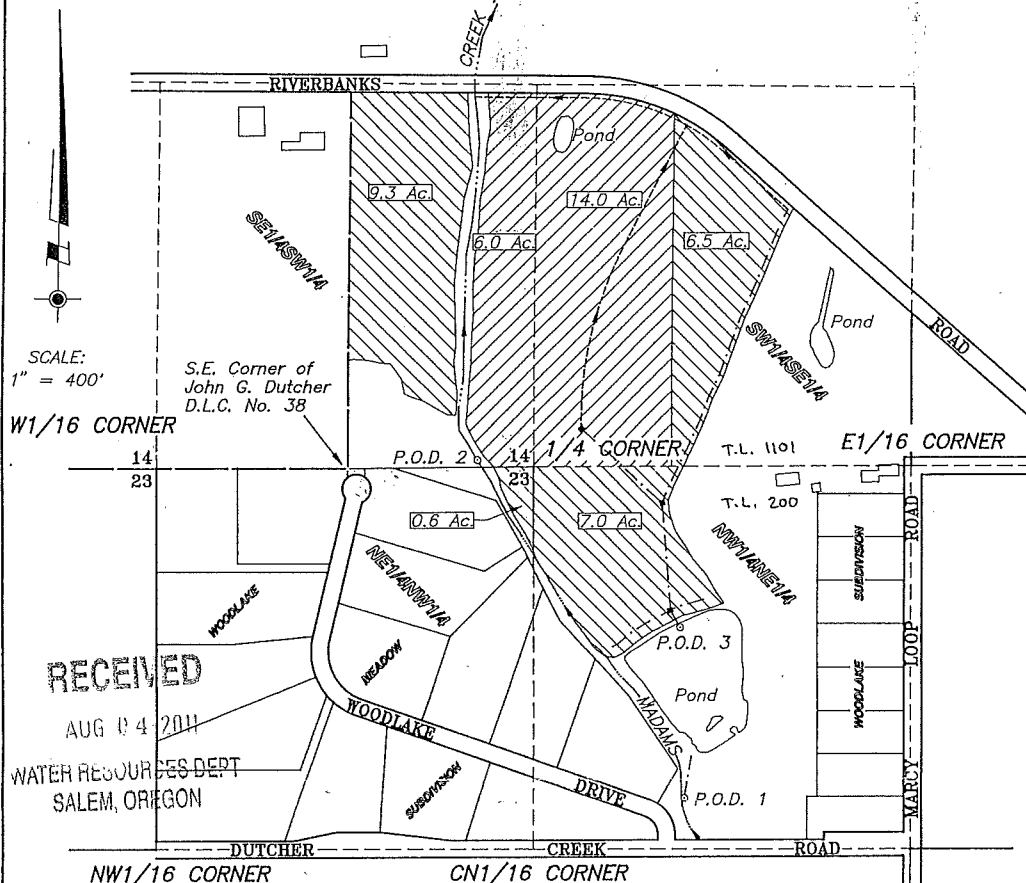 CREEK
RIVERBANKS
Pond
9.3 Ac.
14.0 Ac.
6.0 Ac.
6.5 Ac.
SE1/4SW1/4
Pond
ROAD
SW1/4SE1/4
SCALE:
1" = 400'
S.E. Corner of
John G. Dutcher
D.L.C. No. 38
W1/16 CORNER
1/4 CORNER
T.L. 1101
E1/16 CORNER
14
23
P.O.D. 2
14
23
T.L. 200
0.6 Ac.
7.0 Ac.
NE1/4NW1/4
NW1/4NE1/4
SUBDIVISION
WOODLAKE
MARCY LOOP ROAD
WOODLAKE
MEADOW
SUBDIVISION
P.O.D. 3
Pond
MADAMS
WOODLAKE
DRIVE
P.O.D. 1
RECEIVED
AUG 04 2011
WATER RESOURCES DEPT
SALEM, OREGON
DUTCHER CREEK ROAD
NW1/16 CORNER
CN1/16 CORNER